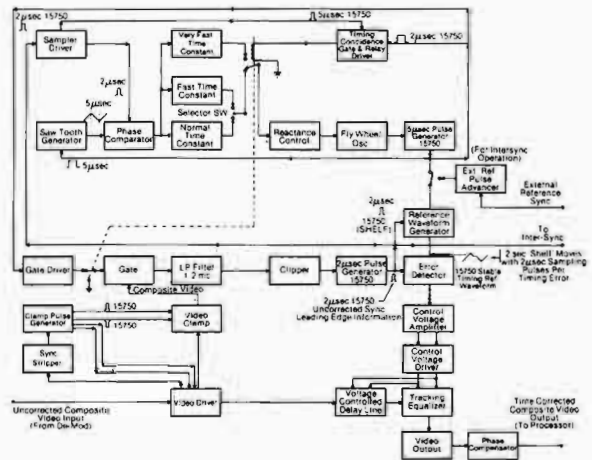 2μsec 15750
5μsec 15750
Sampler
Driver
Very Fast
Time
Constant
Timing
Coincidence
Gate & Relay
Driver
2μsec 15750
2μsec
Fast Time
Constant
Selector SW
5μsec
Saw Tooth
Generator
Phase
Comparator
Normal Time
Constant
Reactance
Control
Fly Wheel
Osc
5μsec Pulse
Generator
15750
5μsec
(For Intersync
Operation)
Ext Ref
Pulse
Advancer
External
Reference
Sync
2μsec
15750
(SHELF)
Reference
Waveform
Generator
To
Inter-Sync
Gate Driver
Gate
LP Filter
1.2 mc
Clipper
2μsec Pulse
Generator
15750
Error
Detector
2 sec Shelf Moves
with 2μsec Sampling
Pulses Per
Timing Error
15750 Stable
Timing Ref
Waveform
Composite Video
2μsec 15750
Uncorrected Sync
Leading Edge Information
Clamp Pulse
Generator
15750
15750
Video
Clamp
Control
Voltage
Amplifier
Sync
Stripper
Control
Voltage
Driver
Uncorrected Composite
Video Input
(From De-Mod)
Video Driver
Voltage
Controlled
Delay Line
Tracking
Equalizer
Time Corrected
Composite Video
Output
(To Processor)
Video
Output
Phase
Compensator